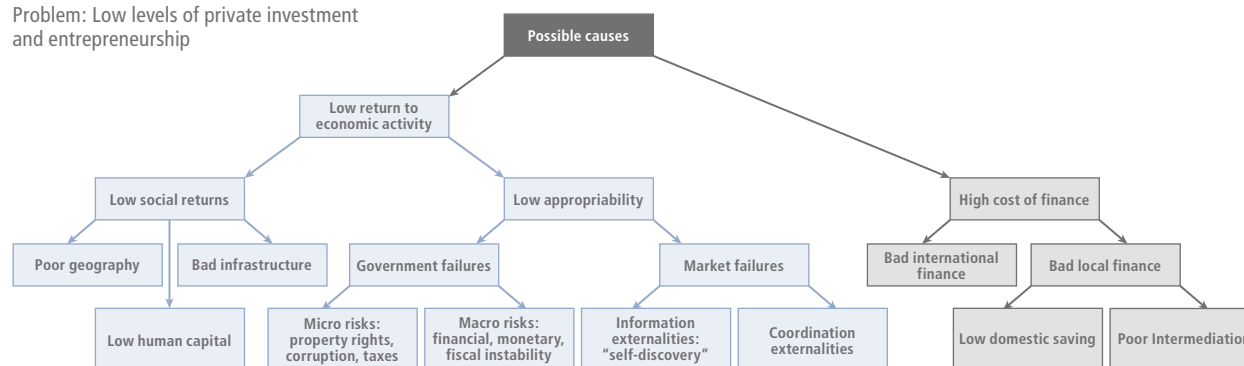 Problem: Low levels of private investment
and entrepreneurship
Possible causes
Low return to
economic activity
Low social returns
Low appropriability
High cost of finance
Poor geography
Bad infrastructure
Government failures
Market failures
Bad international
finance
Bad local finance
Low human capital
Micro risks:
property rights,
corruption, taxes
Macro risks:
financial, monetary,
fiscal instability
Information
externalities:
“self-discovery”
Coordination
externalities
Low domestic saving
Poor Intermediation